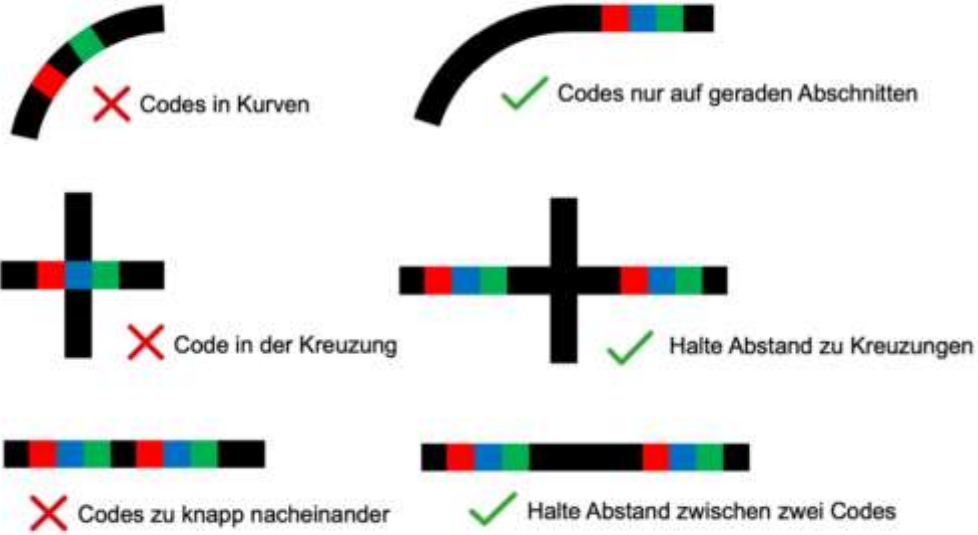 Codes in Kurven
Codes nur auf geraden Abschnitten
Code in der Kreuzung
Halte Abstand zu Kreuzungen
Codes zu knapp nacheinander
Halte Abstand zwischen zwei Codes